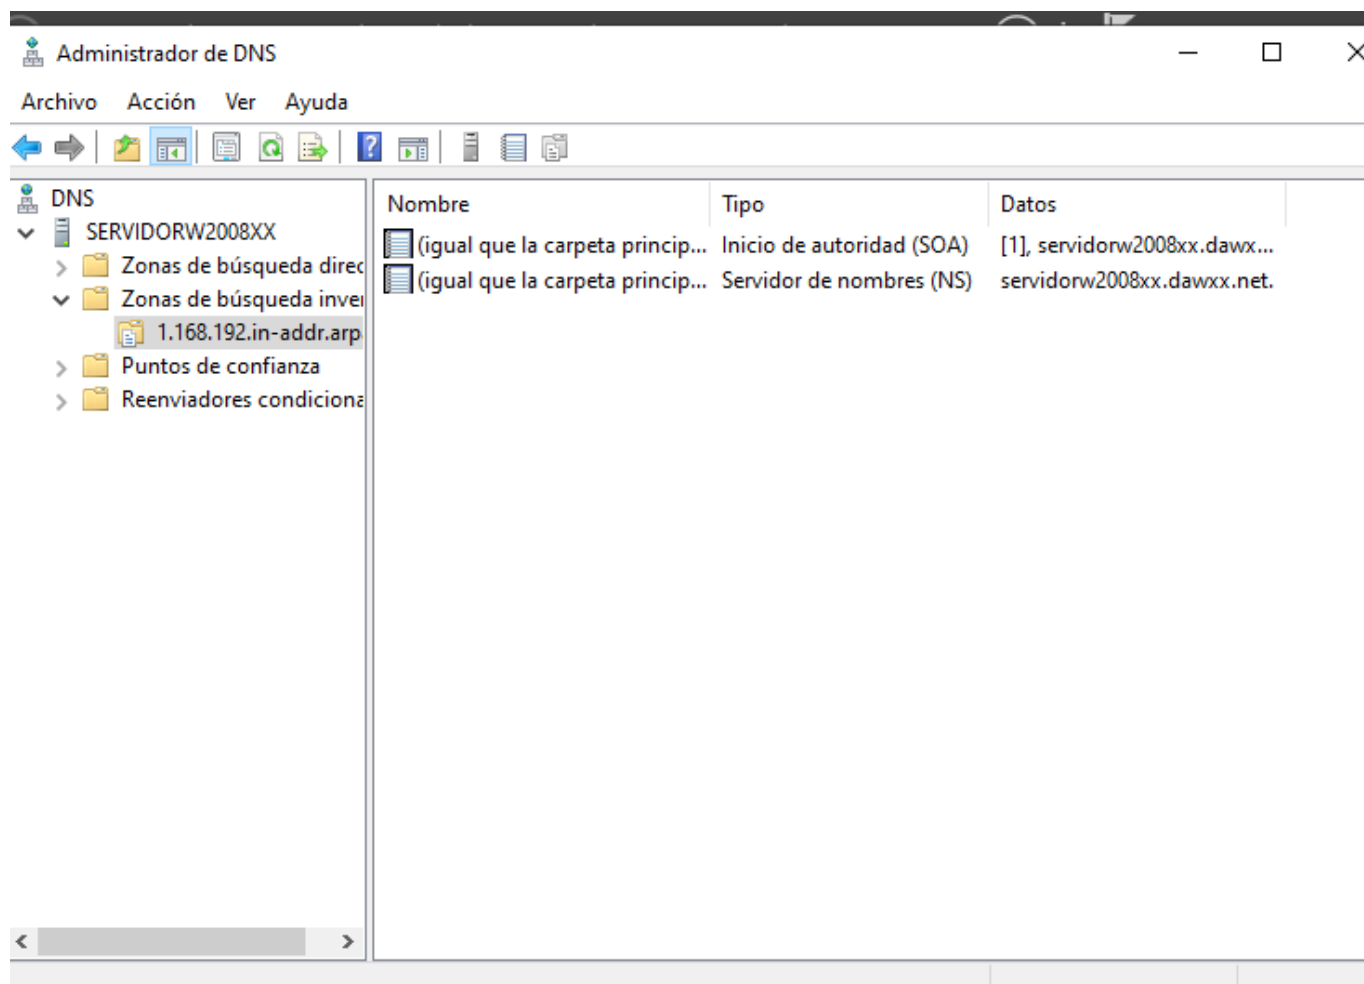 Administrador de DNS
Archivo Acción Ver Ayuda
DNS
SERVIDORW2008XX
Zonas de búsqueda direc
Zonas de búsqueda inver
1.168.192.in-addr.arp
Puntos de confianza
Reenviadores condiciona
Nombre Tipo Datos
(igual que la carpeta princip... Inicio de autoridad (SOA) [1], servidorw2008xx.dawx...
(igual que la carpeta princip... Servidor de nombres (NS) servidorw2008xx.dawxx.net.